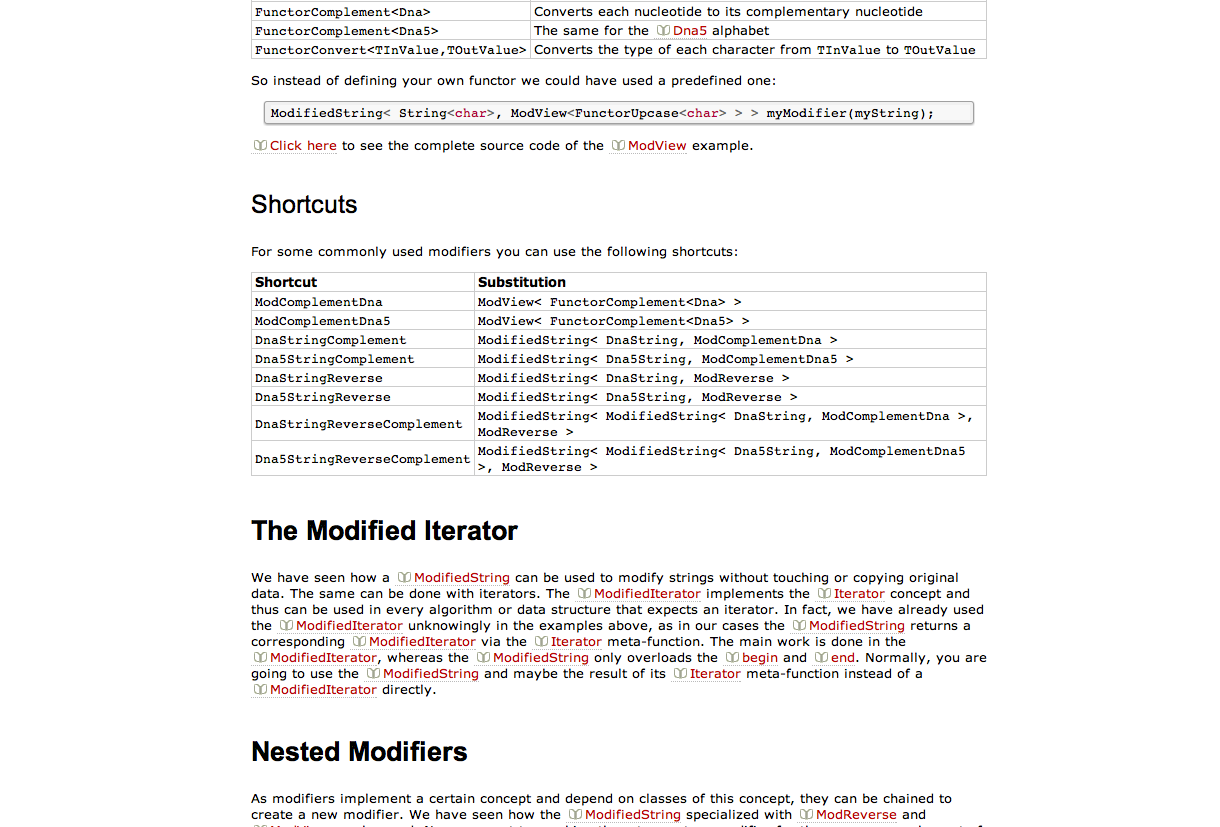 FunctorComplement<Dna> Converts each nucleotide to its complementary nucleotide
FunctorComplement<Dna5> The same for the Dna5 alphabet
FunctorConvert<TInValue,TOutValue> Converts the type of each character from TInValue to TOutValue
So instead of defining your own functor we could have used a predefined one:
ModifiedString< String<char>, ModView<FunctorUpcase<char> > > myModifier(myString);
Click here to see the complete source code of the ModView example.
Shortcuts
For some commonly used modifiers you can use the following shortcuts:
Shortcut Substitution
ModComplementDna ModView< FunctorComplement<Dna> >
ModComplementDna5 ModView< FunctorComplement<Dna5> >
DnaStringComplement ModifiedString< DnaString, ModComplementDna >
Dna5StringComplement ModifiedString< Dna5String, ModComplementDna5 >
DnaStringReverse ModifiedString< DnaString, ModReverse >
Dna5StringReverse ModifiedString< Dna5String, ModReverse >
DnaStringReverseComplement ModifiedString< ModifiedString< DnaString, ModComplementDna >,
ModReverse >
Dna5StringReverseComplement ModifiedString< ModifiedString< Dna5String, ModComplementDna5
>, ModReverse >
The Modified Iterator
We have seen how a ModifiedString can be used to modify strings without touching or copying original
data. The same can be done with iterators. The ModifiedIterator implements the Iterator concept and
thus can be used in every algorithm or data structure that expects an iterator. In fact, we have already used
the ModifiedIterator unknowingly in the examples above, as in our cases the ModifiedString returns a
corresponding ModifiedIterator via the Iterator meta-function. The main work is done in the
ModifiedIterator, whereas the ModifiedString only overloads the begin and end. Normally, you are
going to use the ModifiedString and maybe the result of its Iterator meta-function instead of a
ModifiedIterator directly.
Nested Modifiers
As modifiers implement a certain concept and depend on classes of this concept, they can be chained to
create a new modifier. We have seen how the ModifiedString specialized with ModReverse and